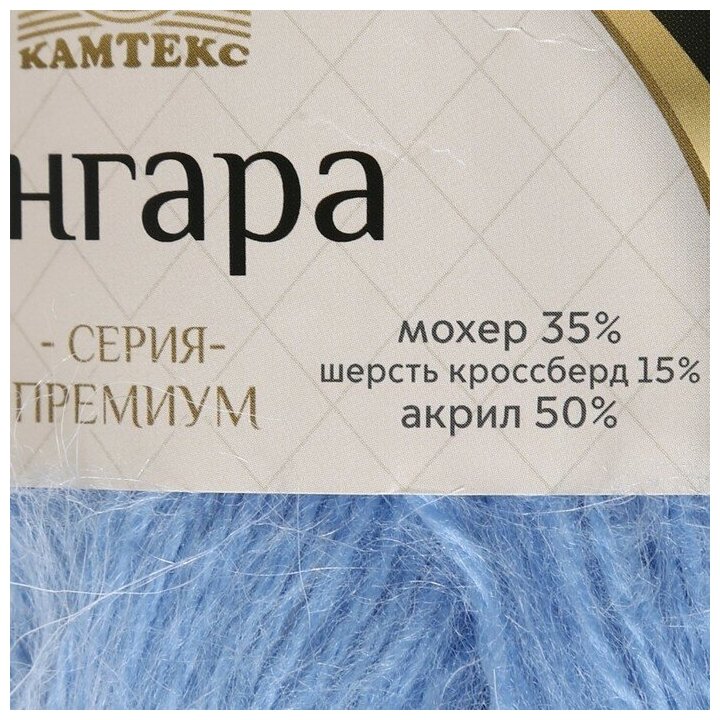 КАМТЕКС
нгара
- СЕРИЯ-
ПРЕМИУМ
мохер 35%
шерсть кроссберд 15%
акрил 50%